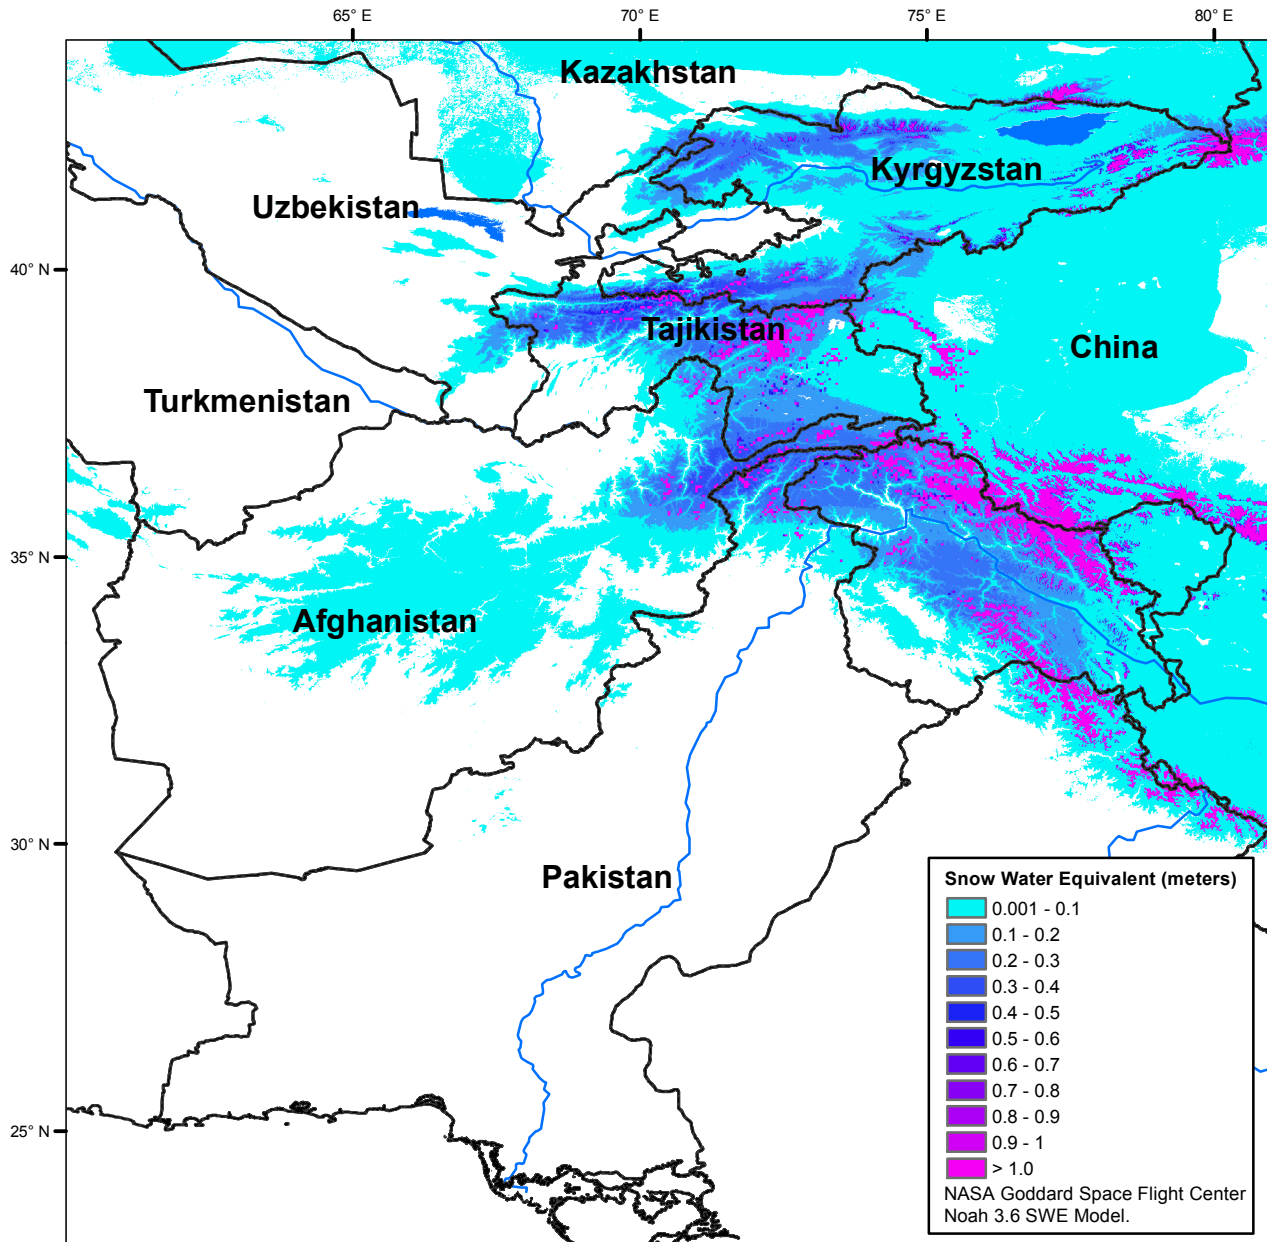 65° E
70° E
75° E
80° E
Kazakhstan
Kyrgyzstan
Uzbekistan
40° N
Tajikistan
China
Turkmenistan
35° N
Afghanistan
30° N
Pakistan
25° N
Snow Water Equivalent (meters)
0.001 - 0.1
0.1 - 0.2
0.2 - 0.3
0.3 - 0.4
0.4 - 0.5
0.5 - 0.6
0.6 - 0.7
0.7 - 0.8
0.8 - 0.9
0.9 - 1
> 1.0
NASA Goddard Space Flight Center
Noah 3.6 SWE Model.